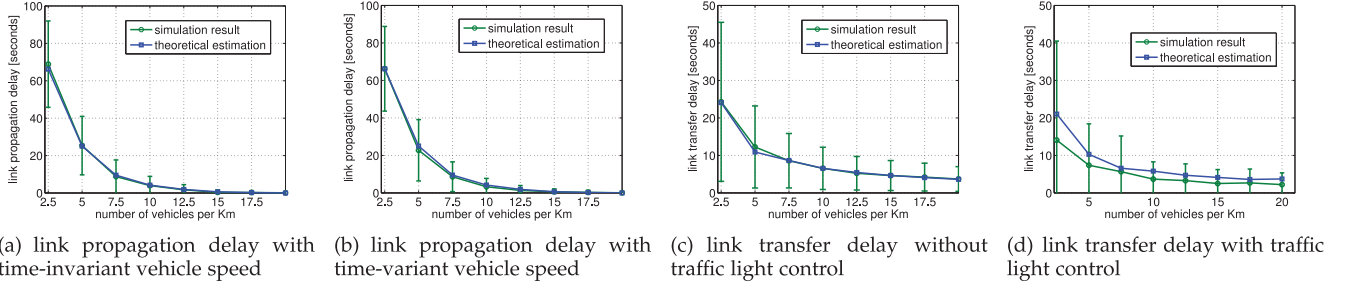 100
80
60
40
20
0
link propagation delay [seconds]
simulation result
theoretical estimation
2.5 5 7.5 10 12.5 15 17.5
number of vehicles per Km
(a) link propagation delay with
time-invariant vehicle speed
100
80
60
40
20
0
link propagation delay [seconds]
simulation result
theoretical estimation
2.5 5 7.5 10 12.5 15 17.5
number of vehicles per Km
(b) link propagation delay with
time-variant vehicle speed
50
40
30
20
10
0
link transfer delay [seconds]
simulation result
theoretical estimation
2.5 5 7.5 10 12.5 15 17.5
number of vehicles per Km
(c) link transfer delay without
traffic light control
50
40
30
20
10
0
link transfer delay [seconds]
simulation result
theoretical estimation
5 10 15 20
number of vehicles per Km
(d) link transfer delay with traffic
light control